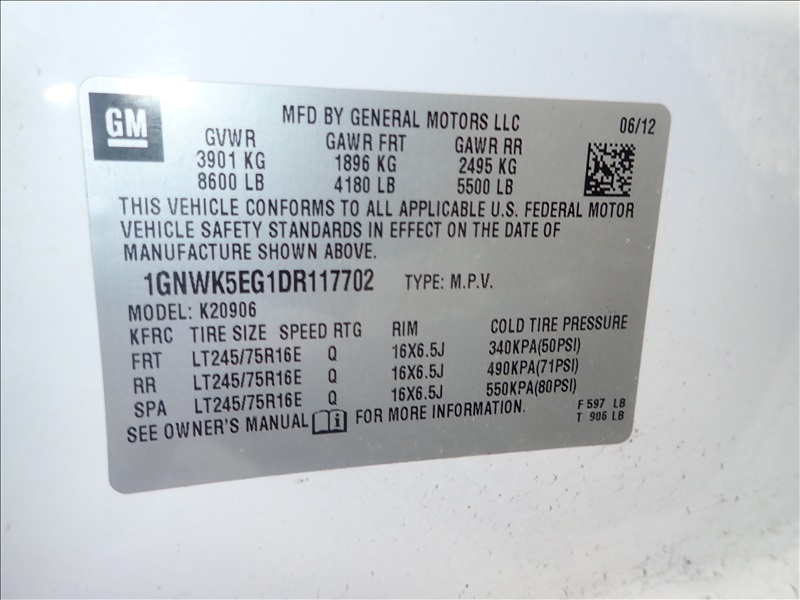 GM
MFD BY GENERAL MOTORS LLC 06/12
GVWR GAWR FRT GAWR RR
3901 KG 1896 KG 2495 KG
8600 LB 4180 LB 5500 LB
THIS VEHICLE CONFORMS TO ALL APPLICABLE U.S. FEDERAL MOTOR
VEHICLE SAFETY STANDARDS IN EFFECT ON THE DATE OF
MANUFACTURE SHOWN ABOVE.
1GNWK5EG1DR117702 TYPE: M.P.V.
MODEL: K20906
KFRC TIRE SIZE SPEED RTG RIM COLD TIRE PRESSURE
FRT LT245/75R16E Q 16X6.5J 340KPA(50PSI)
RR LT245/75R16E Q 16X6.5J 490KPA(71PSI)
SPA LT245/75R16E Q 16X6.5J 550KPA(80PSI)
SEE OWNER'S MANUAL i FOR MORE INFORMATION. F 597 LB
T 906 LB